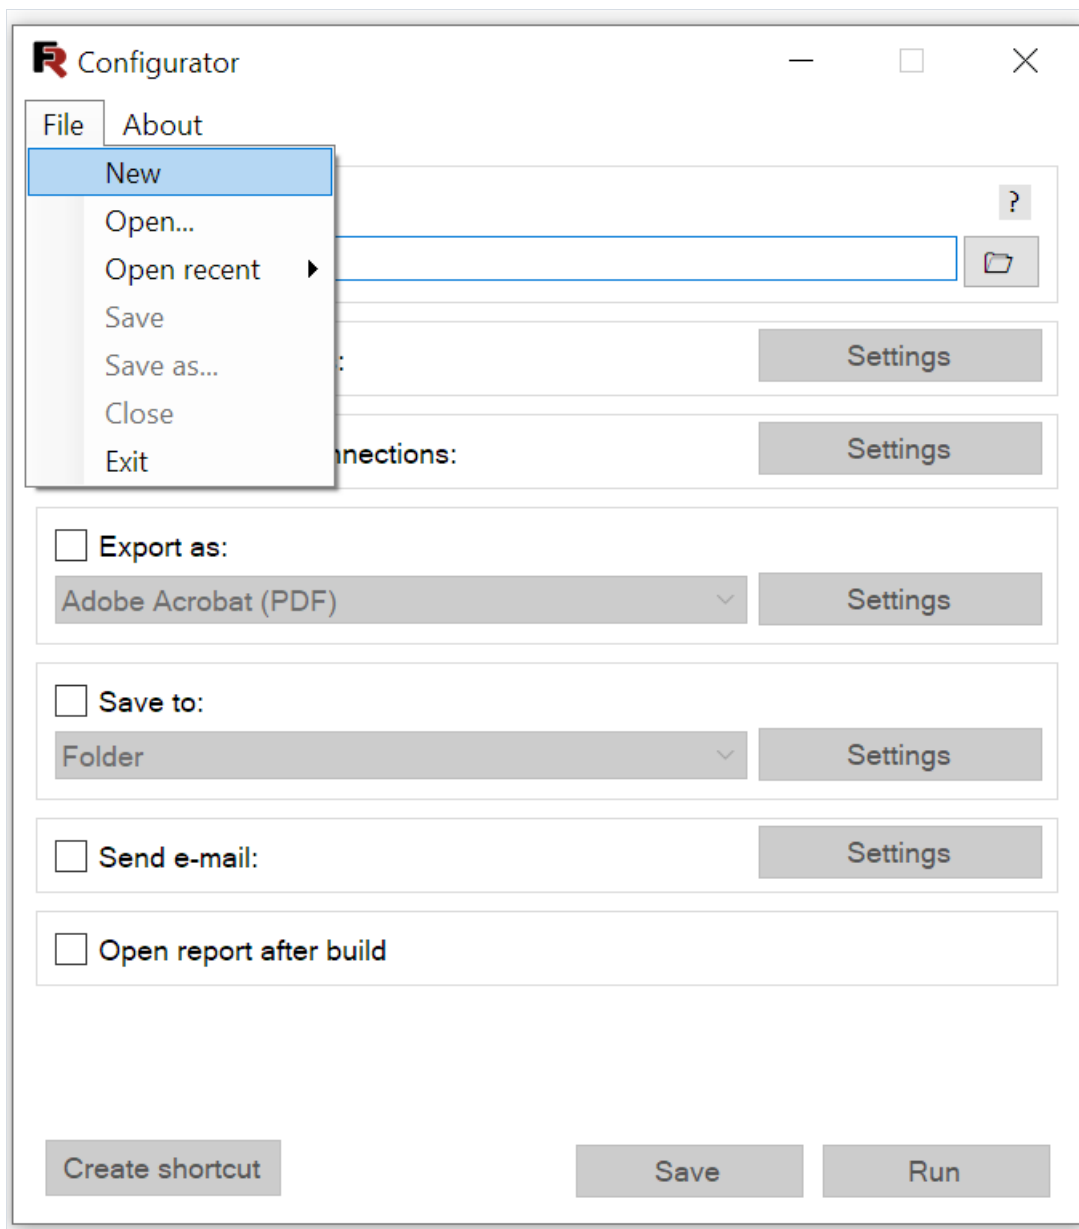 Configurator
File About
New
?
Open...
Open recent
Save
Save as...
:
Settings
Close
Exit
nnections:
Settings
Export as:
Adobe Acrobat (PDF)
Settings
Save to:
Folder
Settings
Send e-mail:
Settings
Open report after build
Create shortcut
Save
Run